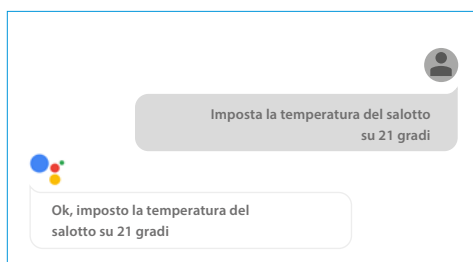 Imposta la temperatura del salotto
su 21 gradi
Ok, imposto la temperatura del
salotto su 21 gradi